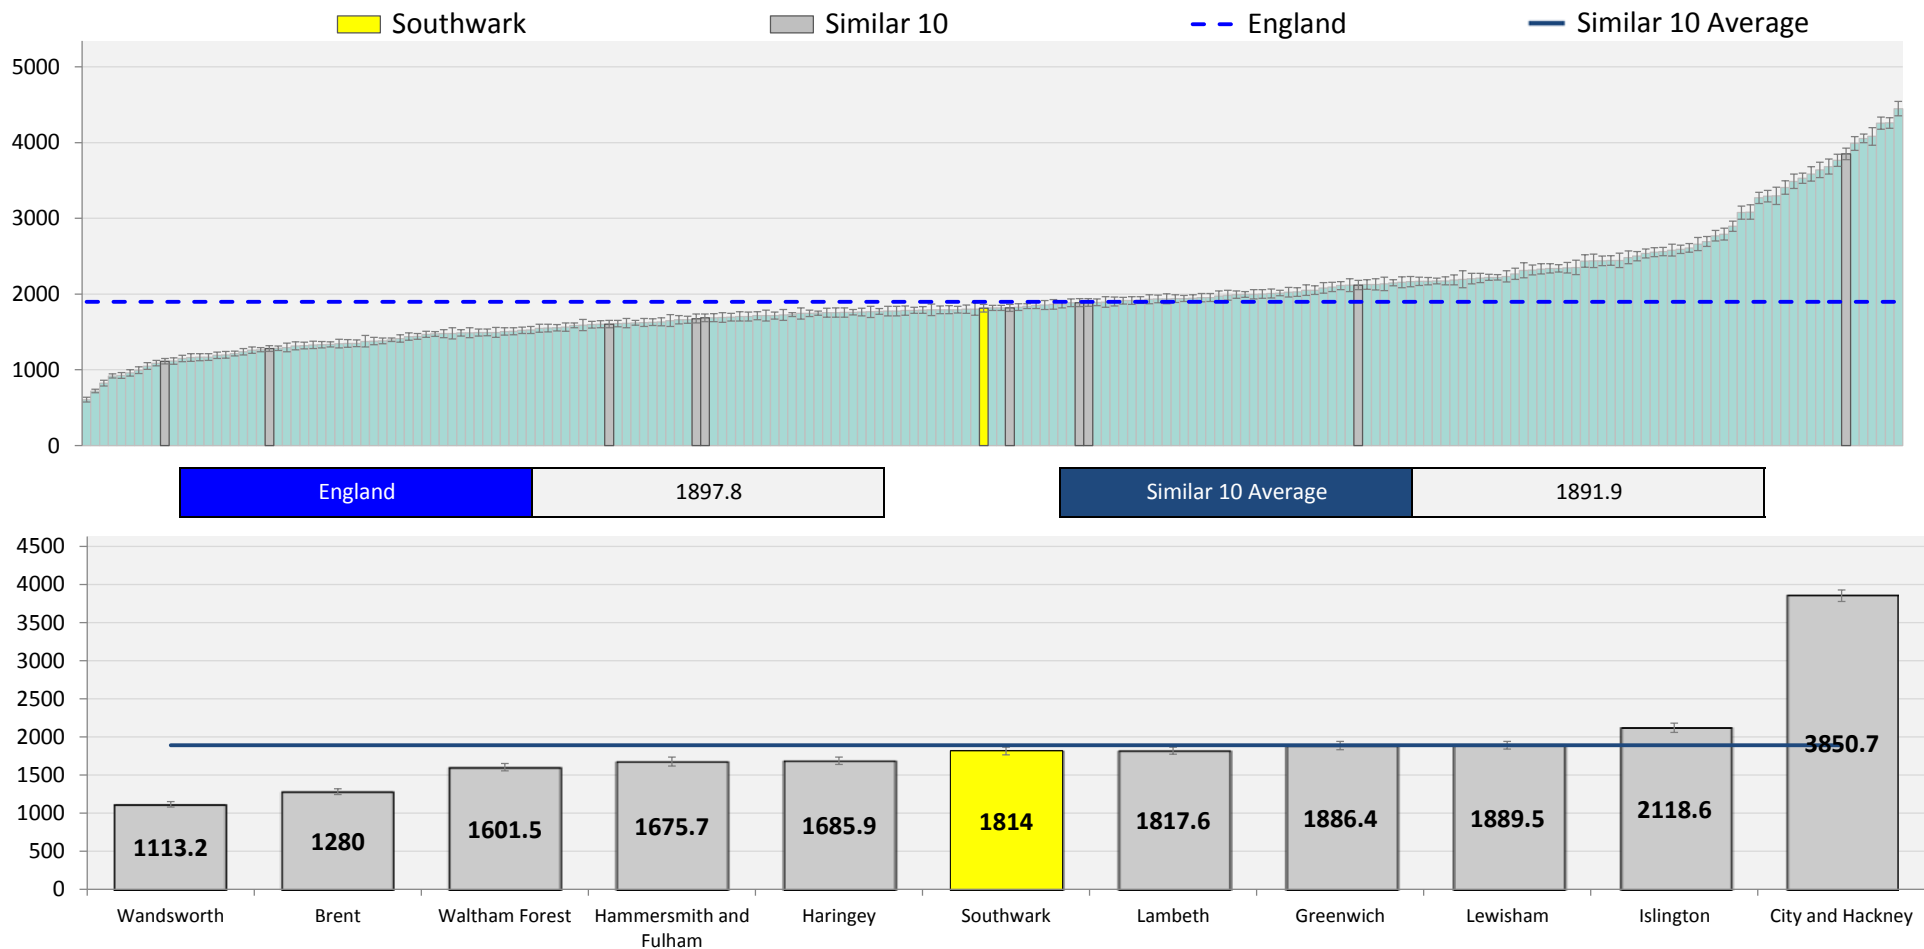 Southwark
Similar 10
England
Similar 10 Average
5000
4000
3000
2000
1000
0
England
1897.8
Similar 10 Average
1891.9
4500
4000
3500
3000
2500
2000
1500
1000
500
0
1113.2
1280
1601.5
1675.7
1685.9
1814
1817.6
1886.4
1889.5
2118.6
3850.7
Wandsworth
Brent
Waltham Forest
Hammersmith and
Fulham
Haringey
Southwark
Lambeth
Greenwich
Lewisham
Islington
City and Hackney